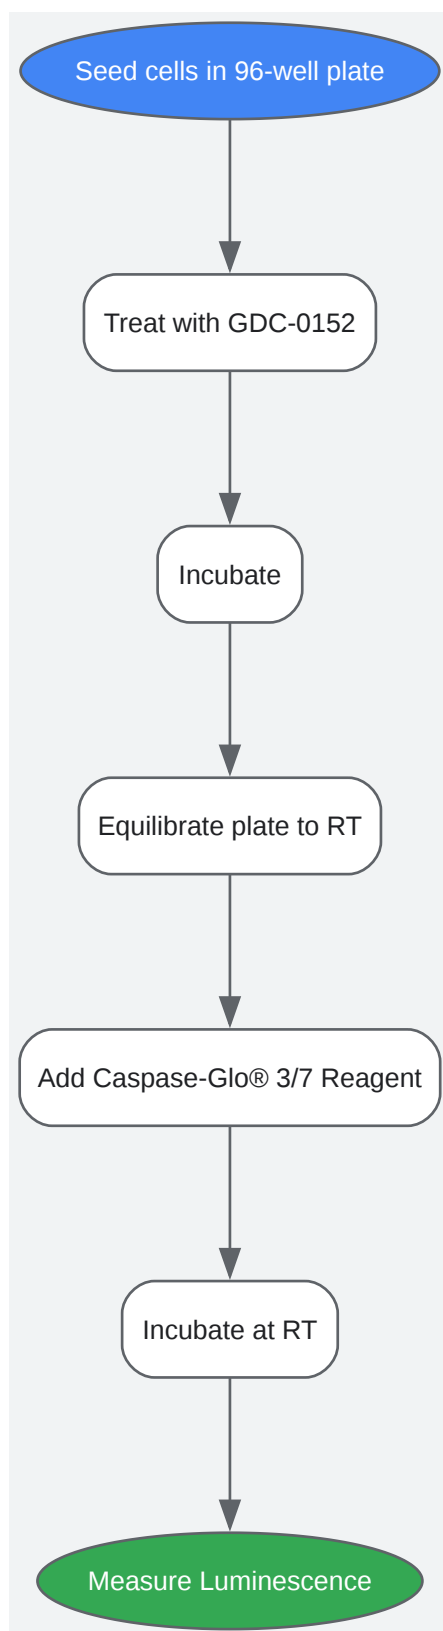 Seed cells in 96-well plate
Treat with GDC-0152
Incubate
Equilibrate plate to RT
Add Caspase-Glo® 3/7 Reagent
Incubate at RT
Measure Luminescence